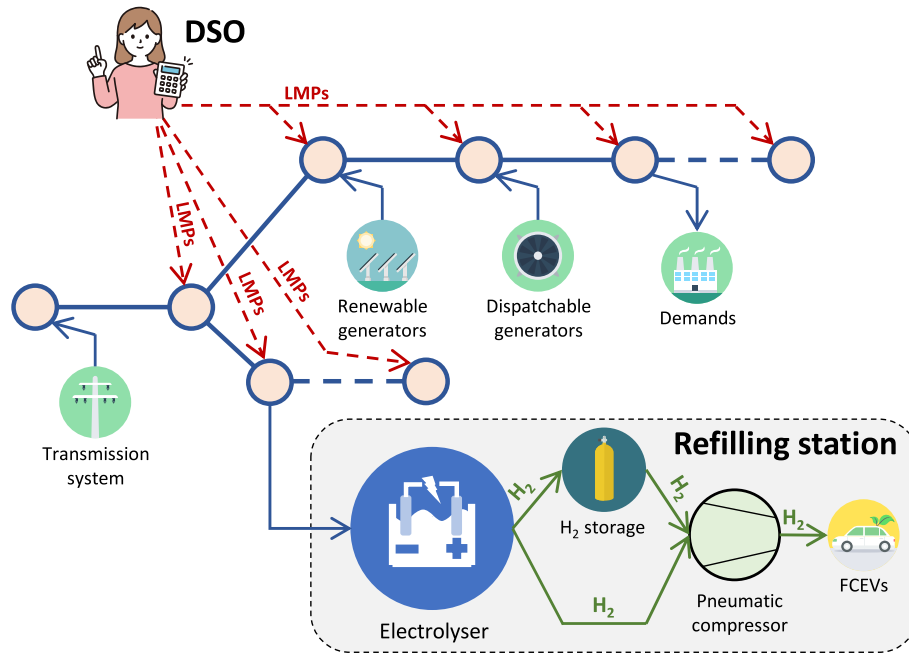 DSO
LMPs
LMPs
LMPs
LMPs
Renewable
generators
Dispatchable
generators
Demands
Transmission
system
Refilling station
H₂
H₂
H₂
H₂ storage
FCEVs
Pneumatic
compressor
H₂
Electrolyser